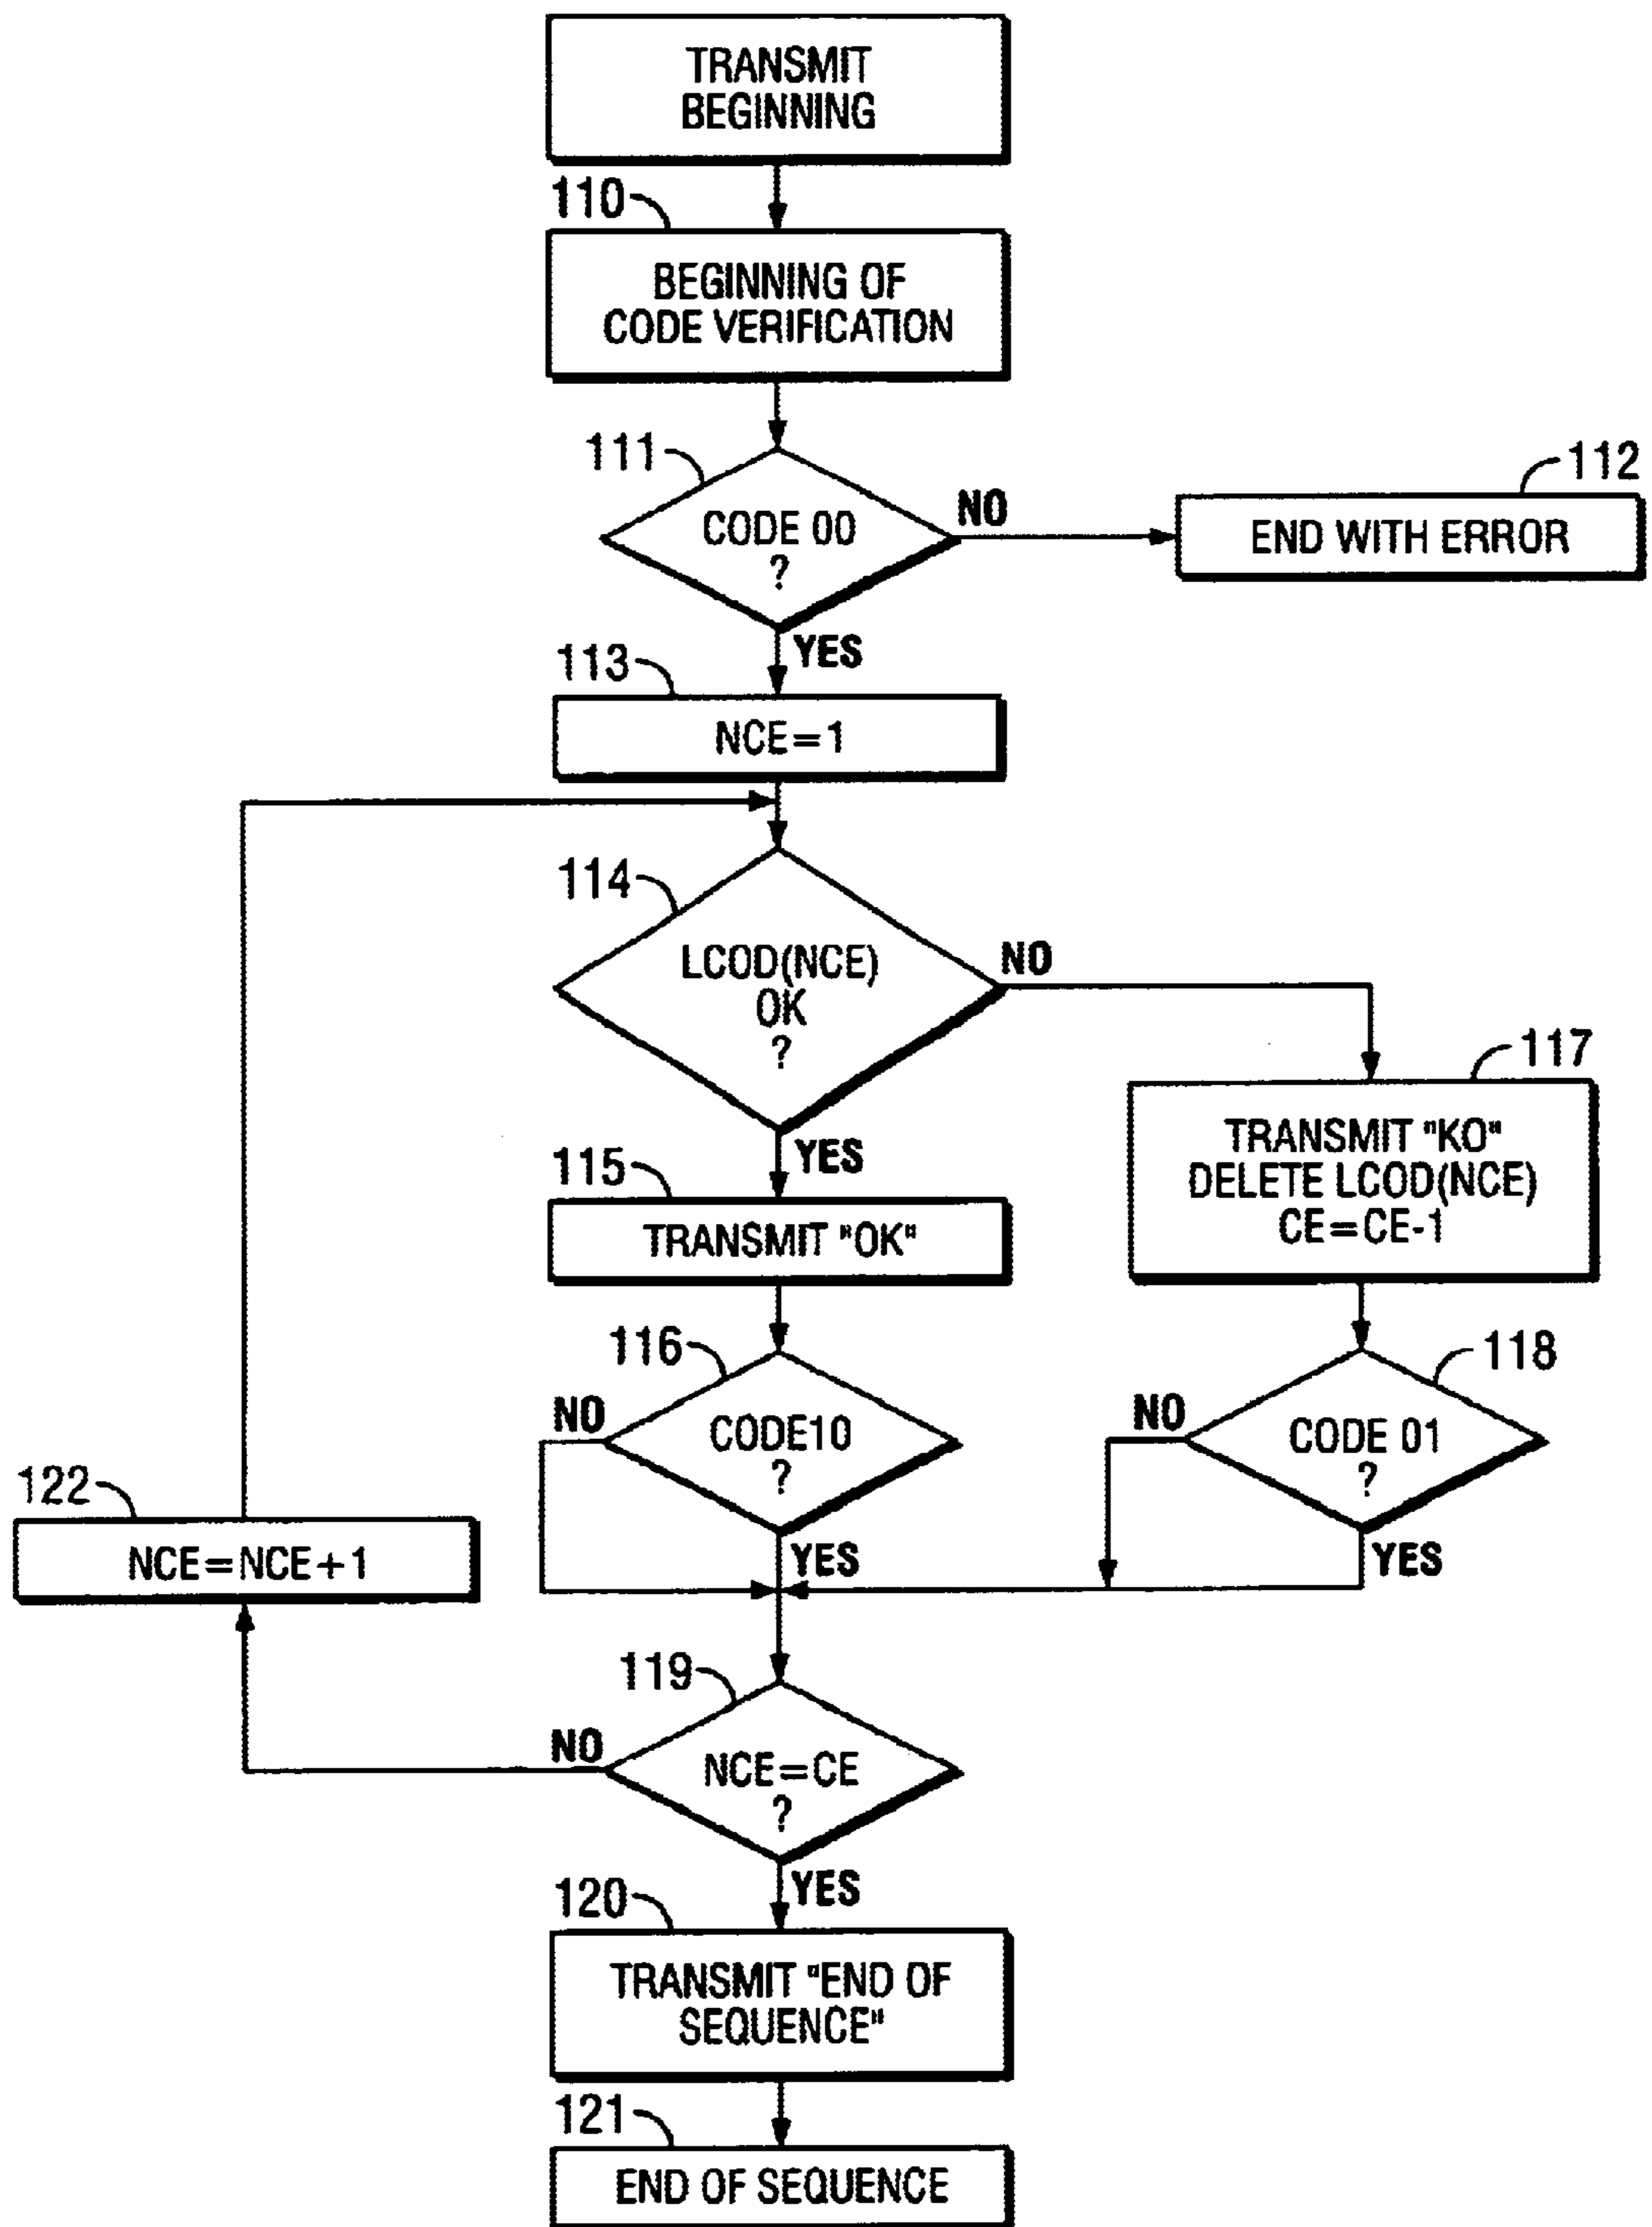 TRANSMIT
BEGINNING
110
BEGINNING OF
CODE VERIFICATION
111
CODE 00
?
NO
112
END WITH ERROR
YES
113
NCE=1
114
LCOD(NCE)
OK
?
NO
YES
115
TRANSMIT "OK"
117
TRANSMIT "KO"
DELETE LCOD(NCE)
CE=CE-1
116
NO
CODE10
?
YES
118
NO
CODE 01
?
YES
122
NCE=NCE+1
119
NO
NCE=CE
?
YES
120
TRANSMIT "END OF
SEQUENCE"
121
END OF SEQUENCE